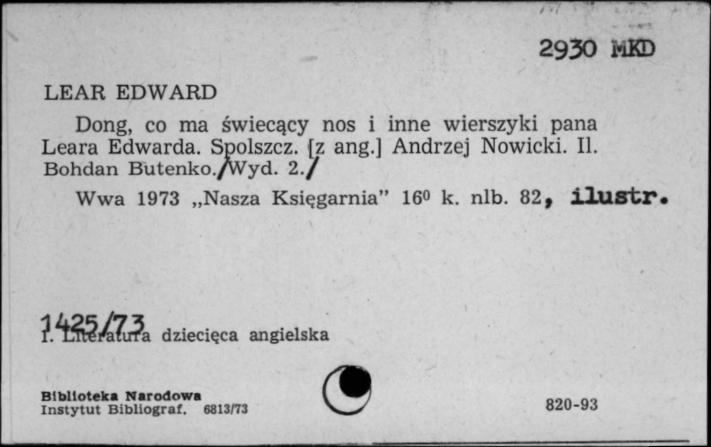 2930 MKD
LEAR EDWARD
Dong, co ma świecący nos i inne wierszyki pana
Leara Edwarda. Spolszcz. [z ang.] Andrzej Nowicki. Il.
Bohdan Butenko./Wyd. 2./
Wwa 1973 „Nasza Księgarnia” 16⁰ k. nlb. 82, ilustr.
1425/73
1. Literatura dziecięca angielska
Biblioteka Narodowa
Instytut Bibliograf. 6813/73
820-93